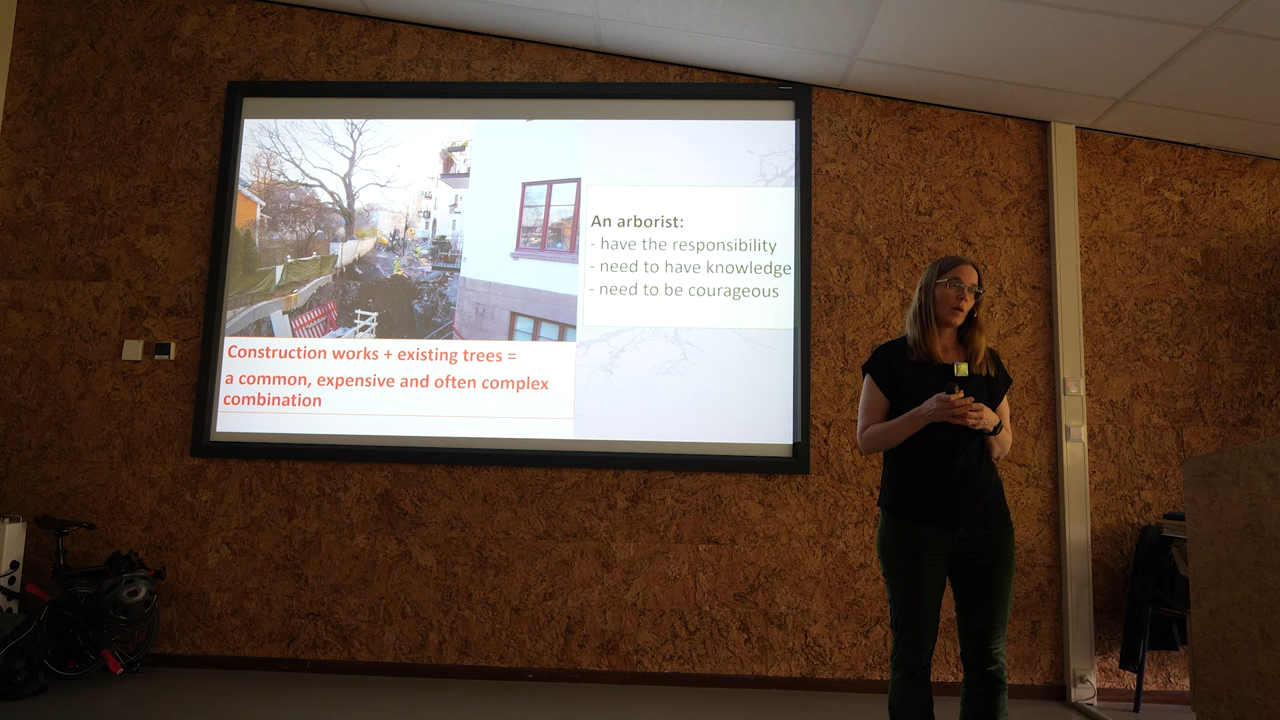 An arborist:
- have the responsibility
- need to have knowledge
- need to be courageous
Construction works + existing trees =
a common, expensive and often complex
combination